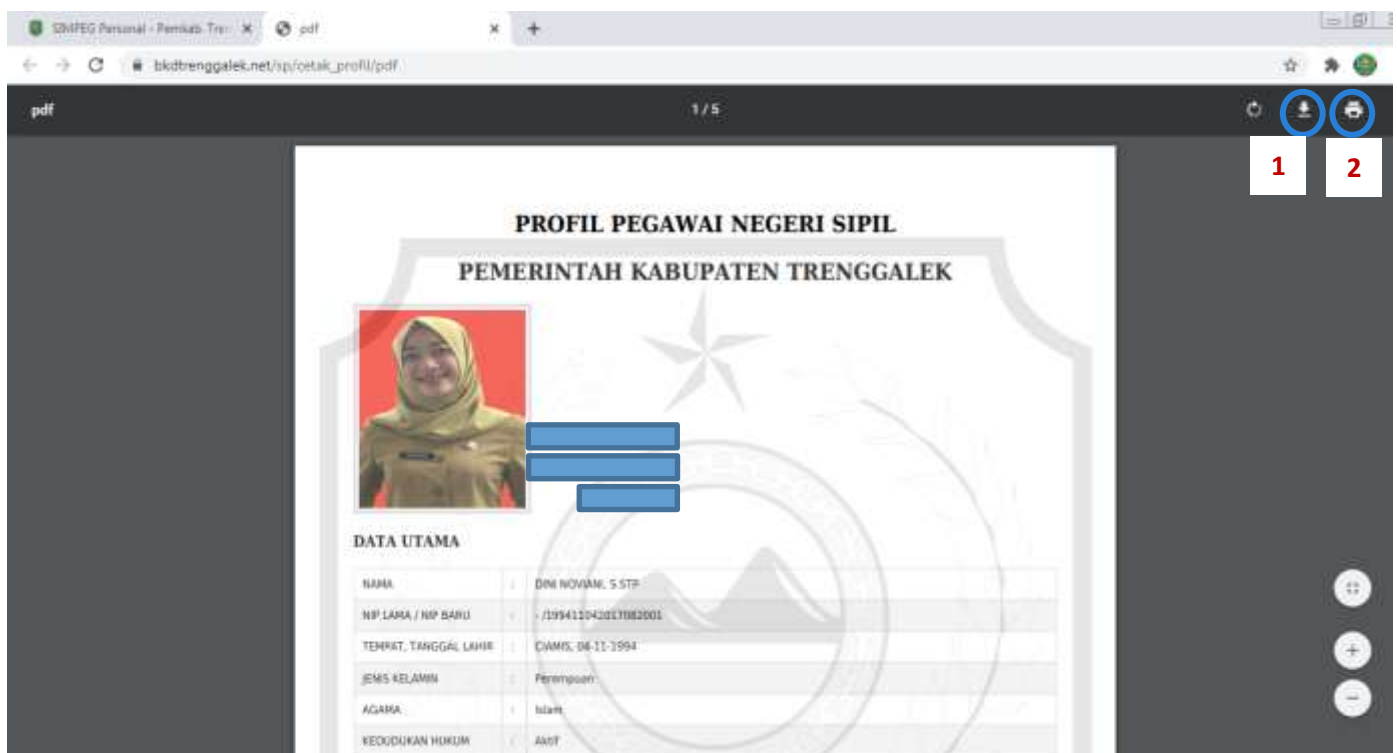 SIMPEG Personal - Pemkab. Tre
pdf
bkdtrenggalek.net/sp/cetak_profil/pdf
pdf
1 / 5
1
2
PROFIL PEGAWAI NEGERI SIPIL
PEMERINTAH KABUPATEN TRENGGALEK
DATA UTAMA
NAMA : DINI NOVIANI, S.STP
NIP LAMA / NIP BARU : - /199411042017082001
TEMPAT, TANGGAL LAHIR : CIAMIS, 04-11-1994
JENIS KELAMIN : Perempuan
AGAMA : Islam
KEDUDUKAN HUKUM : Aktif